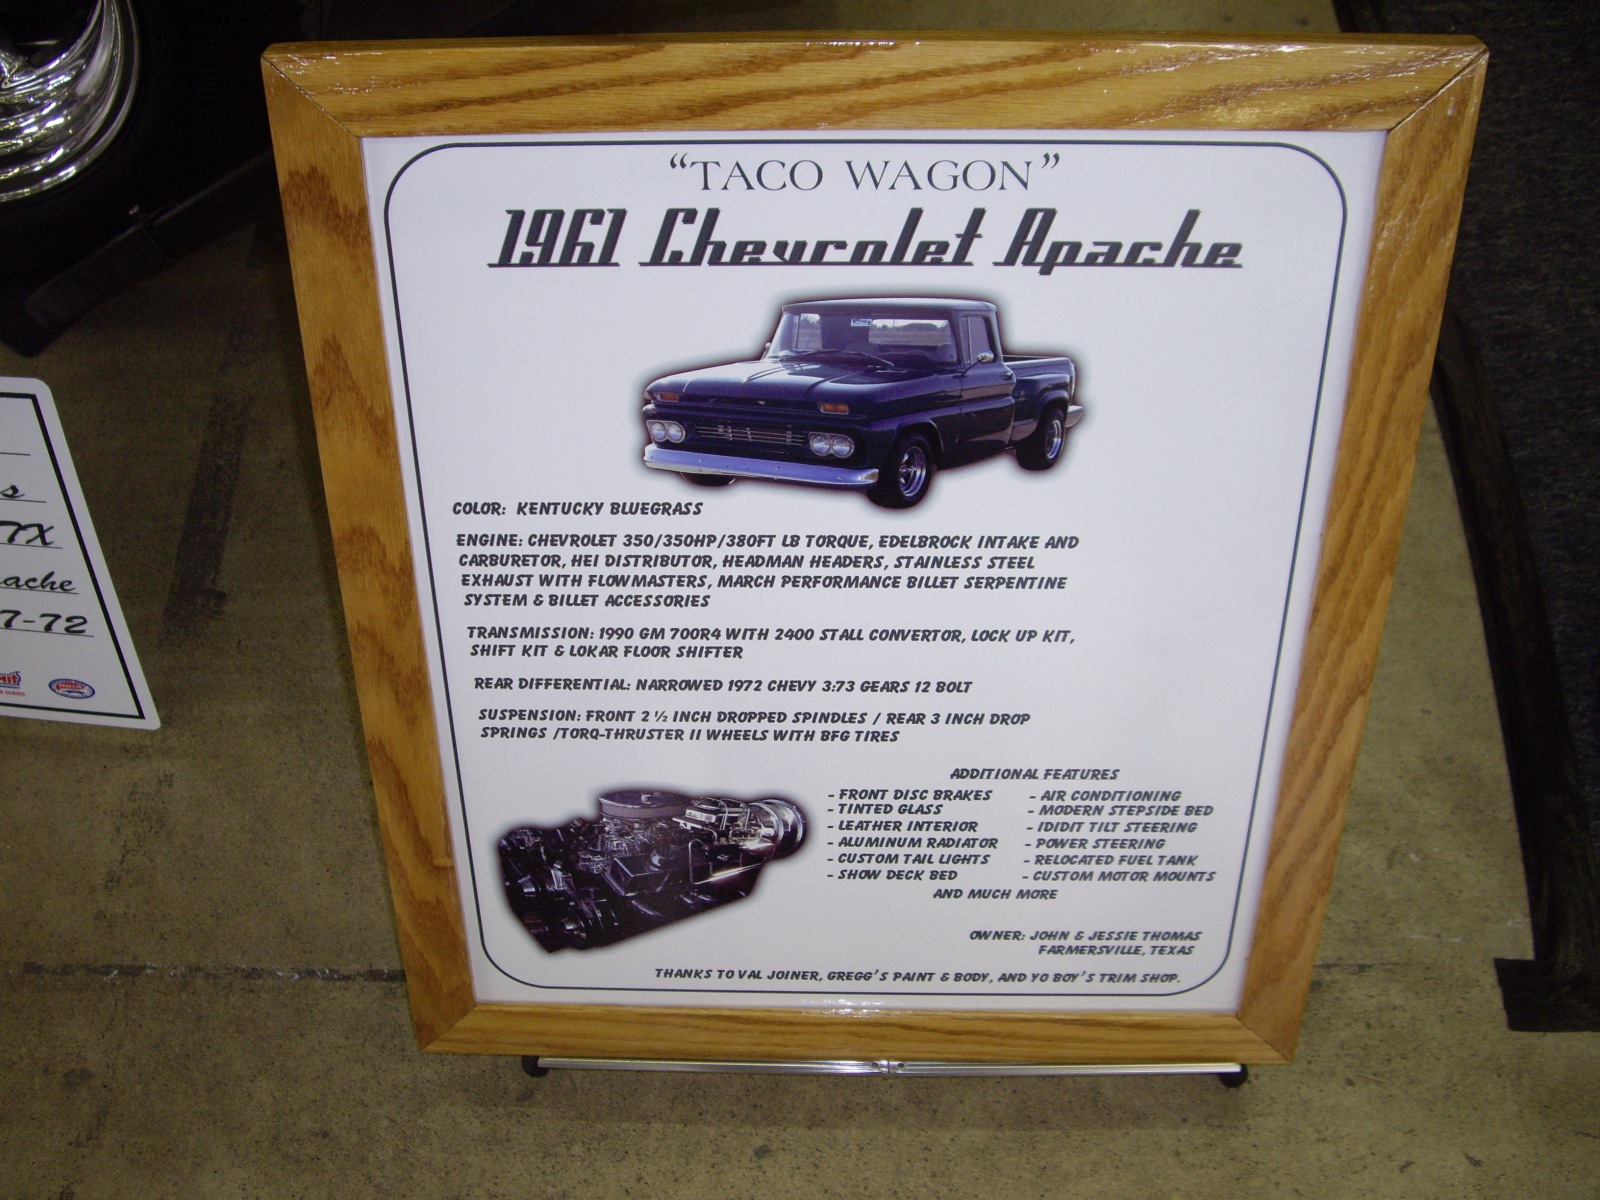 "TACO WAGON"
1961 Chevrolet Apache
COLOR: KENTUCKY BLUEGRASS
ENGINE: CHEVROLET 350/350HP/380FT LB TORQUE, EDELBROCK INTAKE AND
CARBURETOR, HEI DISTRIBUTOR, HEADMAN HEADERS, STAINLESS STEEL
EXHAUST WITH FLOWMASTERS, MARCH PERFORMANCE BILLET SERPENTINE
SYSTEM & BILLET ACCESSORIES
TRANSMISSION: 1990 GM 700R4 WITH 2400 STALL CONVERTOR, LOCK UP KIT,
SHIFT KIT & LOKAR FLOOR SHIFTER
REAR DIFFERENTIAL: NARROWED 1972 CHEVY 3:73 GEARS 12 BOLT
SUSPENSION: FRONT 2 ½ INCH DROPPED SPINDLES / REAR 3 INCH DROP
SPRINGS /TORQ-THRUSTER II WHEELS WITH BFG TIRES
ADDITIONAL FEATURES
- FRONT DISC BRAKES
- TINTED GLASS
- LEATHER INTERIOR
- ALUMINUM RADIATOR
- CUSTOM TAIL LIGHTS
- SHOW DECK BED
- AIR CONDITIONING
- MODERN STEPSIDE BED
- IDIDIT TILT STEERING
- POWER STEERING
- RELOCATED FUEL TANK
- CUSTOM MOTOR MOUNTS
AND MUCH MORE
OWNER: JOHN & JESSIE THOMAS
FARMERSVILLE, TEXAS
THANKS TO VAL JOINER, GREGG'S PAINT & BODY, AND YO BOY'S TRIM SHOP.
s
TX
ache
7-72